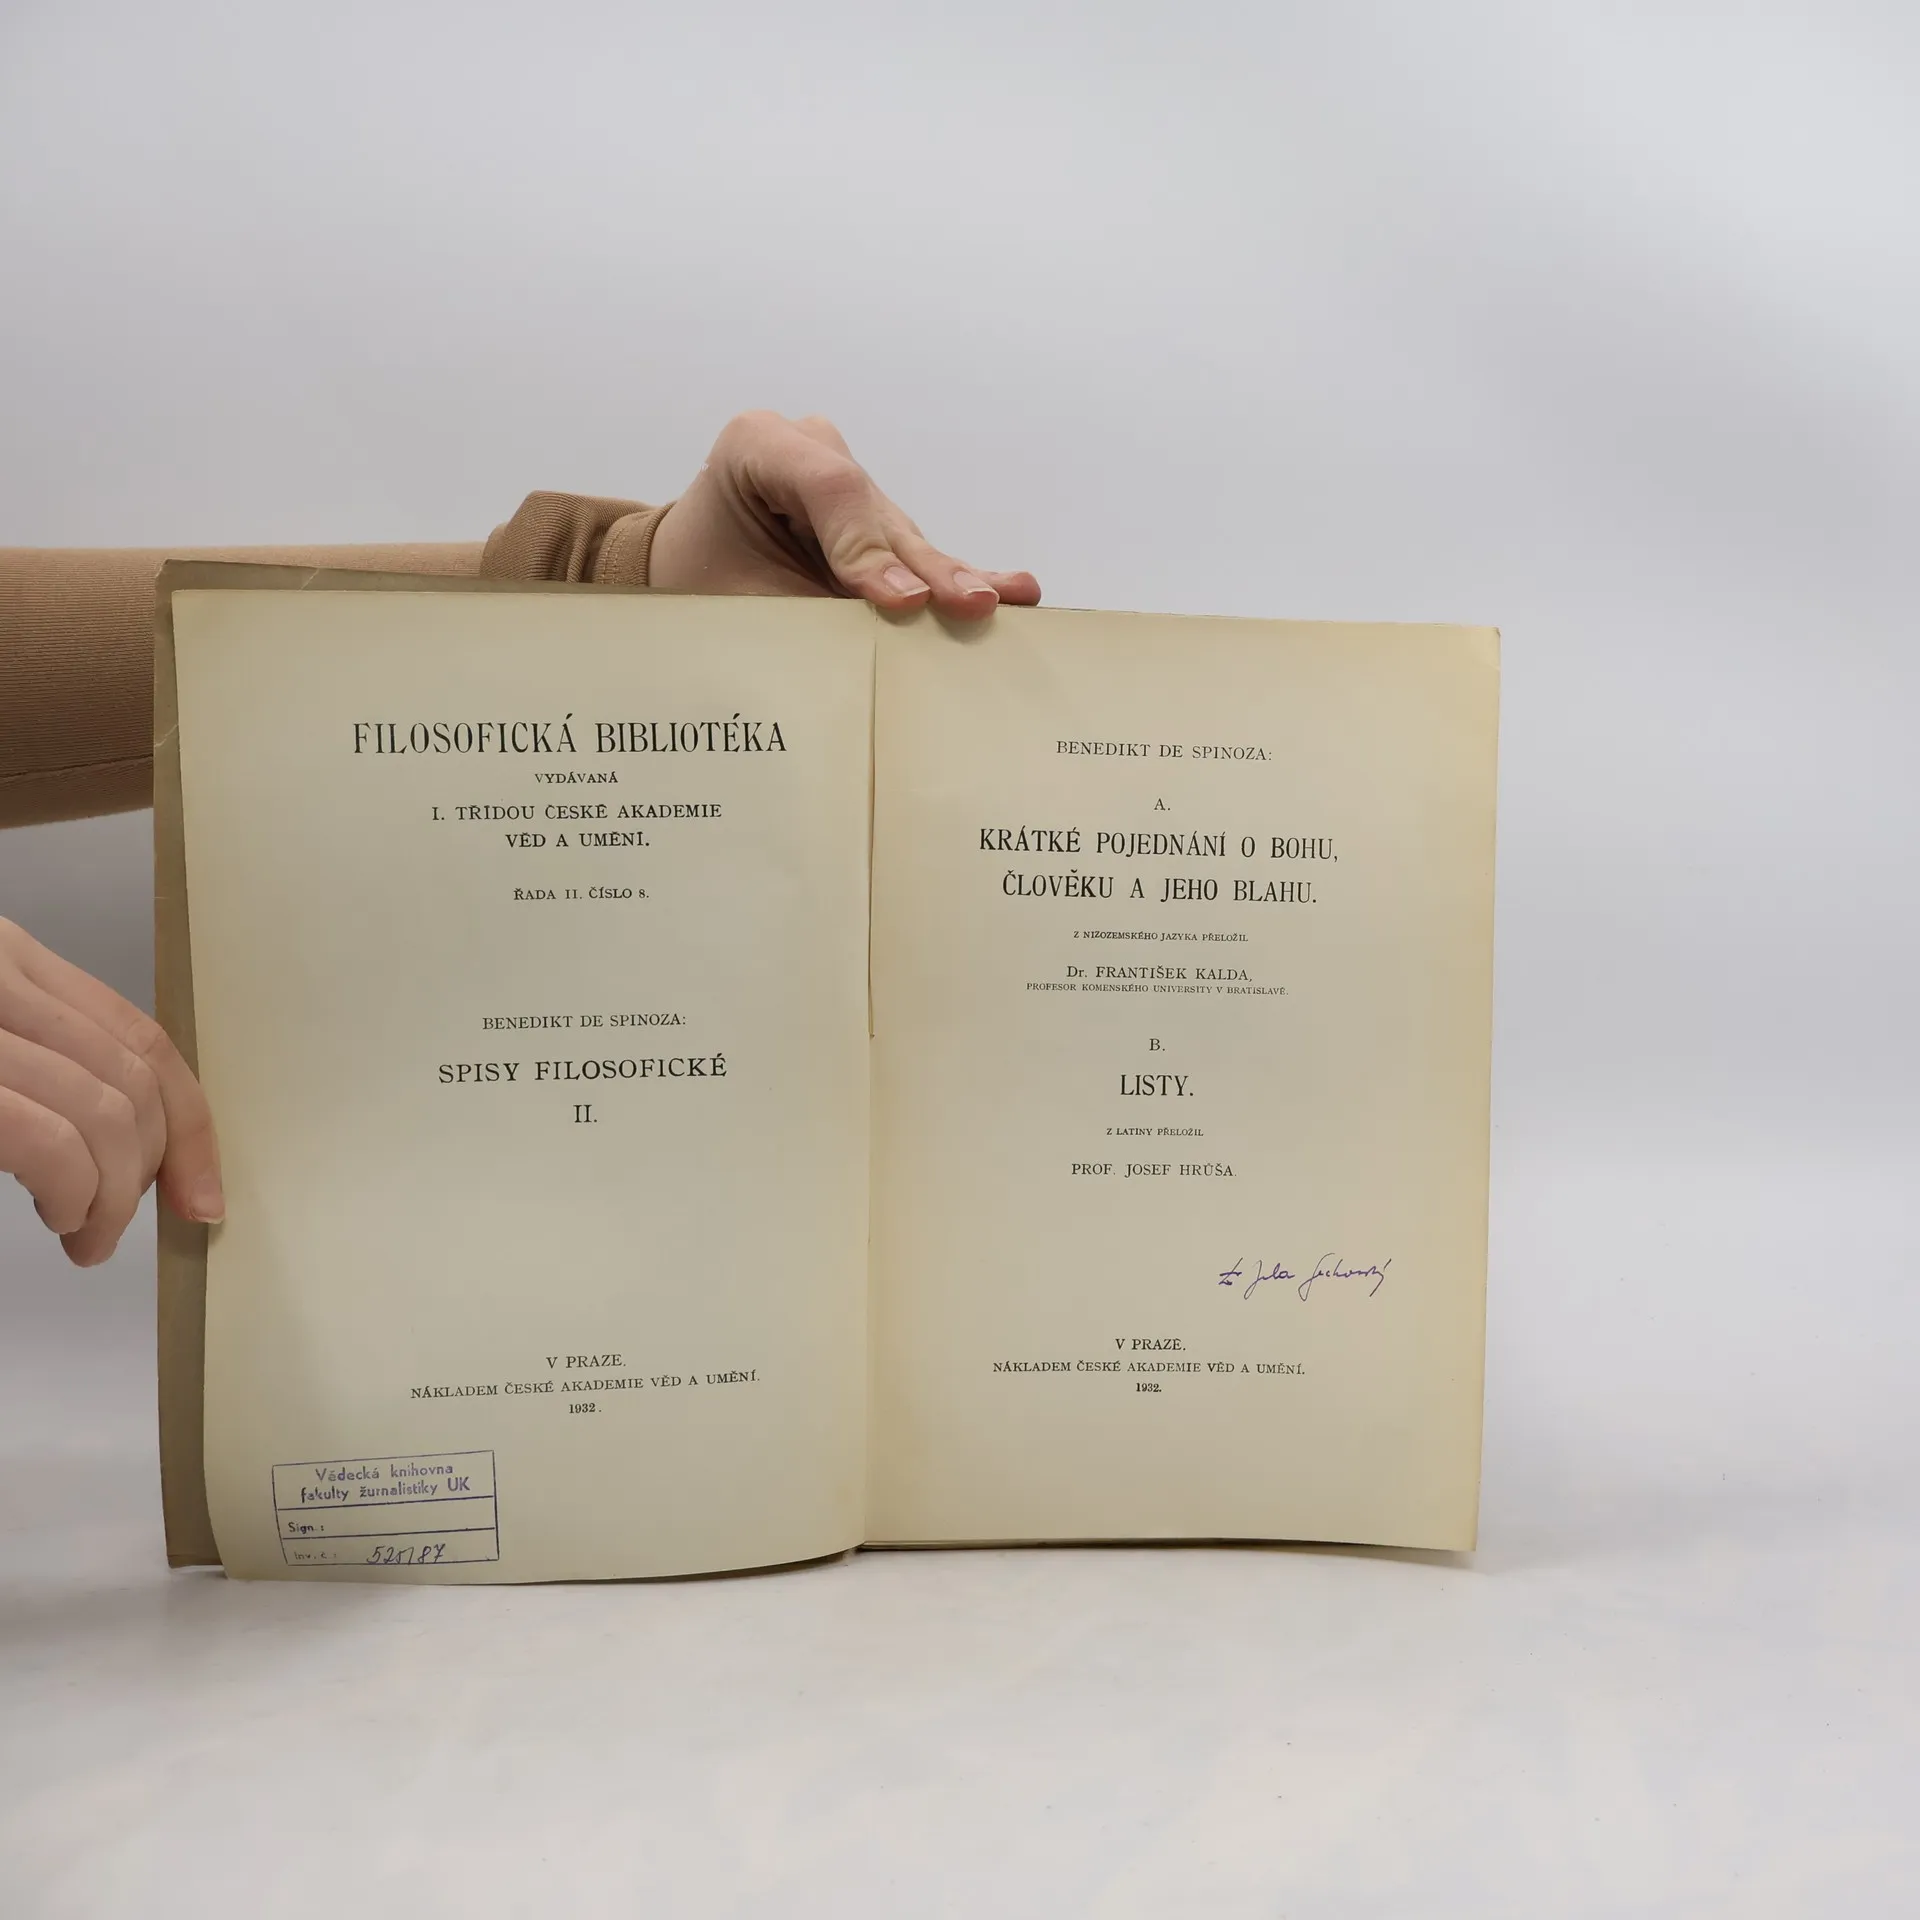 FILOSOFICKÁ BIBLIOTÉKA
VYDÁVANÁ
I. TŘÍDOU ČESKÉ AKADEMIE
VĚD A UMĚNÍ.
ŘADA II. ČÍSLO 8.
BENEDIKT DE SPINOZA:
SPISY FILOSOFICKÉ
II.
V PRAZE.
NÁKLADEM ČESKÉ AKADEMIE VĚD A UMĚNÍ.
1932.
Vědecká knihovna
fakulty žurnalistiky UK
Sign.:
Inv. č.: 525/87
BENEDIKT DE SPINOZA:
A.
KRÁTKÉ POJEDNÁNÍ O BOHU,
ČLOVĚKU A JEHO BLAHU.
Z NIZOZEMSKÉHO JAZYKA PŘELOŽIL
Dr. FRANTIŠEK KALDA,
PROFESOR KOMENSKÉHO UNIVERSITY V BRATISLAVĚ.
B.
LISTY.
Z LATINY PŘELOŽIL
PROF. JOSEF HRŮŠA.
V PRAZE.
NÁKLADEM ČESKÉ AKADEMIE VĚD A UMĚNÍ.
1932.